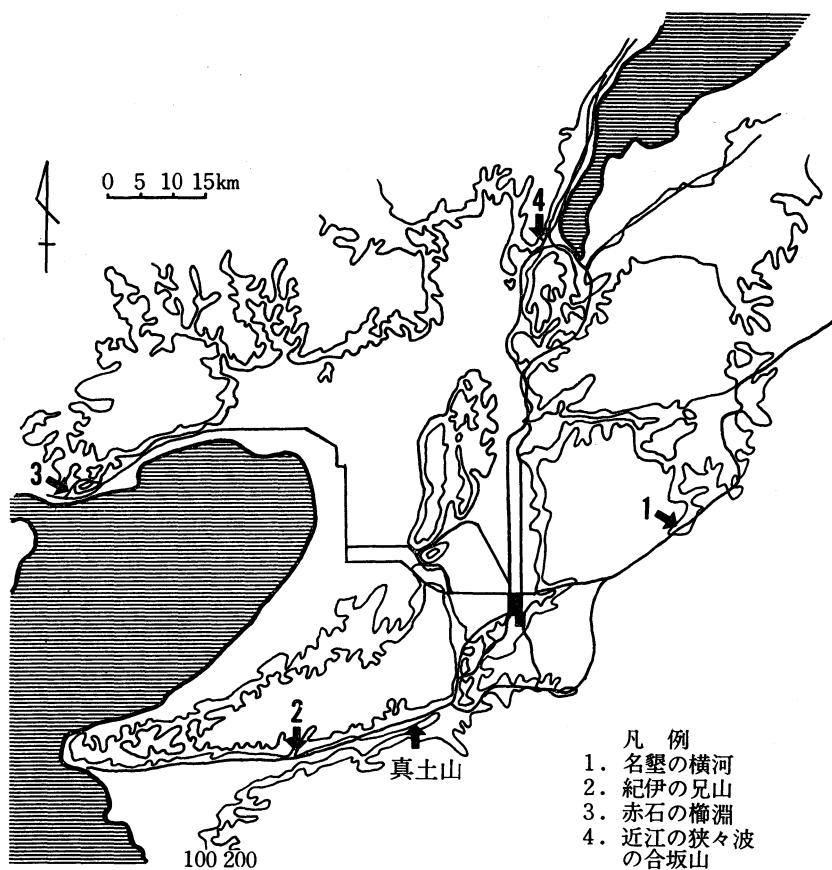 0 5 10 15km
4
3
1
2
真土山
凡 例
1. 名墾の横河
2. 紀伊の兄山
3. 赤石の櫛淵
4. 近江の狭々波
の合坂山
100 200